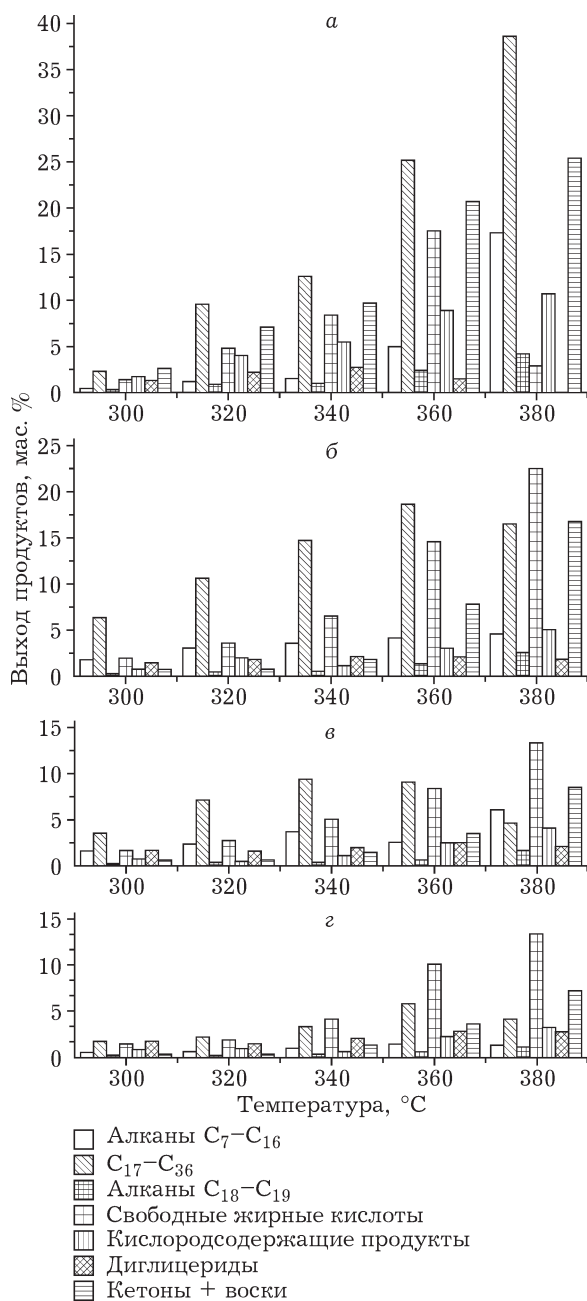 Выход продуктов, мас. %
а
40
35
30
25
20
15
10
5
0
300 320 340 360 380
б
25
20
15
10
5
0
300 320 340 360 380
в
15
10
5
0
300 320 340 360 380
г
15
10
5
0
300 320 340 360 380
Температура, °C
Алканы C₇–C₁₆
C₁₇–C₃₆
Алканы C₁₈–C₁₉
Свободные жирные кислоты
Кислородсодержащие продукты
Диглицериды
Кетоны + воски